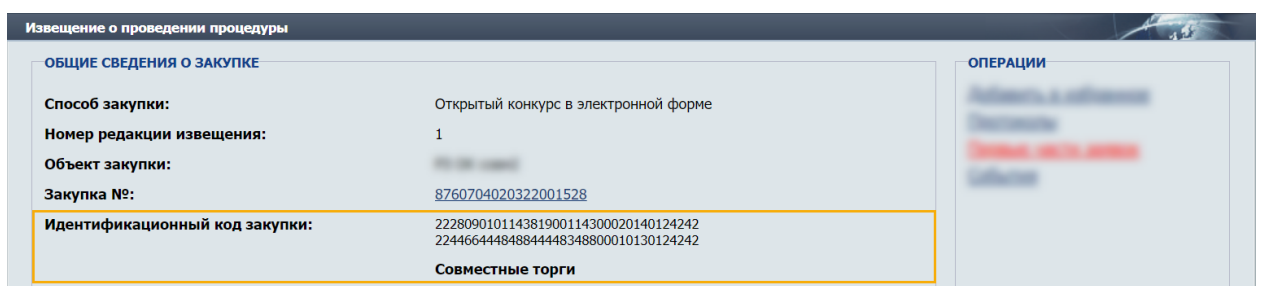 Извещение о проведении процедуры
ОБЩИЕ СВЕДЕНИЯ О ЗАКУПКЕ
Способ закупки: Открытый конкурс в электронной форме
Номер редакции извещения: 1
Объект закупки:
Закупка №: 8760704020322001528
Идентификационный код закупки: 222809010114381900114300020140124242
224466444848844448348800010130124242
Совместные торги
ОПЕРАЦИИ